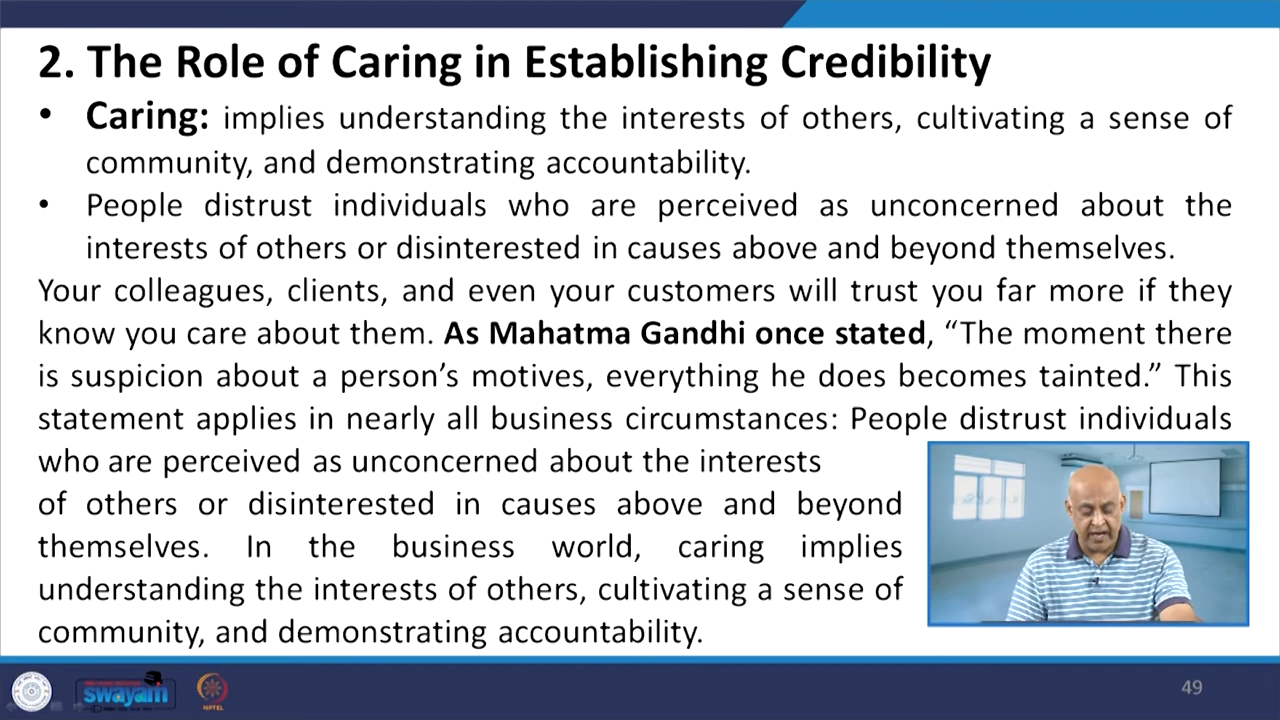 2. The Role of Caring in Establishing Credibility
• Caring: implies understanding the interests of others, cultivating a sense of
community, and demonstrating accountability.
• People distrust individuals who are perceived as unconcerned about the
interests of others or disinterested in causes above and beyond themselves.
Your colleagues, clients, and even your customers will trust you far more if they
know you care about them. As Mahatma Gandhi once stated, “The moment there
is suspicion about a person’s motives, everything he does becomes tainted.” This
statement applies in nearly all business circumstances: People distrust individuals
who are perceived as unconcerned about the interests
of others or disinterested in causes above and beyond
themselves. In the business world, caring implies
understanding the interests of others, cultivating a sense of
community, and demonstrating accountability.
swayam
NPTEL
49